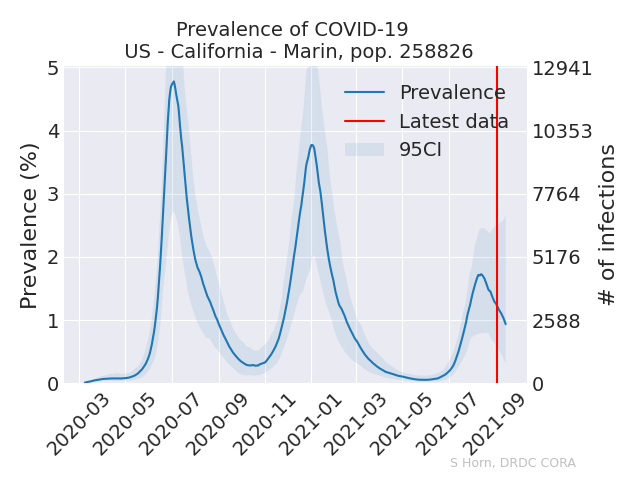 Prevalence of COVID-19
US - California - Marin, pop. 258826
Prevalence
Latest data
95CI
Prevalence (%)
5
4
3
2
1
0
# of infections
12941
10353
7764
5176
2588
0
2020-03
2020-05
2020-07
2020-09
2020-11
2021-01
2021-03
2021-05
2021-07
2021-09
S Horn, DRDC CORA